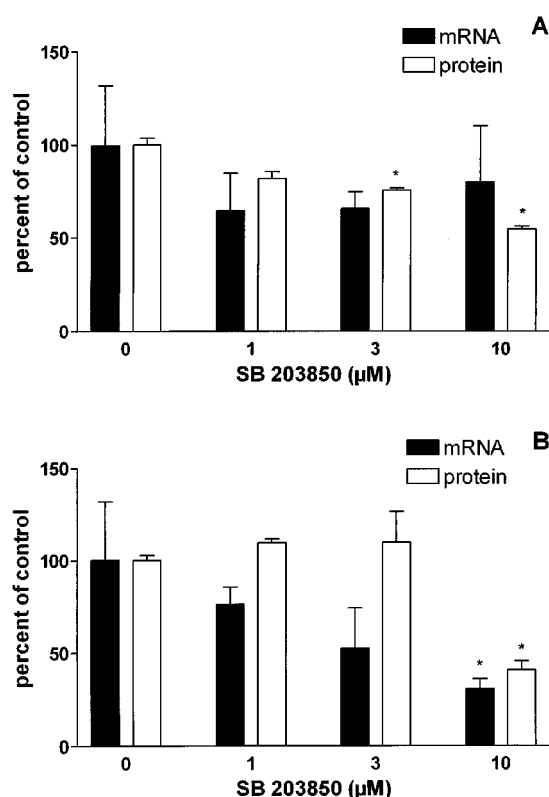 A
mRNA
protein
150
100
50
0
percent of control
*
*
0 1 3 10
SB 203850 (µM)
B
mRNA
protein
150
100
50
0
percent of control
* *
0 1 3 10
SB 203850 (µM)